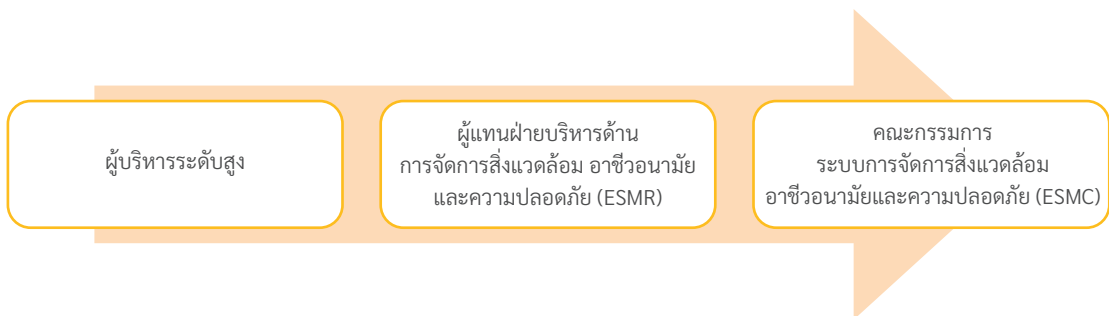 ผู้บริหารระดับสูง
ผู้แทนฝ่ายบริหารด้าน
การจัดการสิ่งแวดล้อม อาชีวอนามัย
และความปลอดภัย (ESMR)
คณะกรรมการ
ระบบการจัดการสิ่งแวดล้อม
อาชีวอนามัยและความปลอดภัย (ESMC)